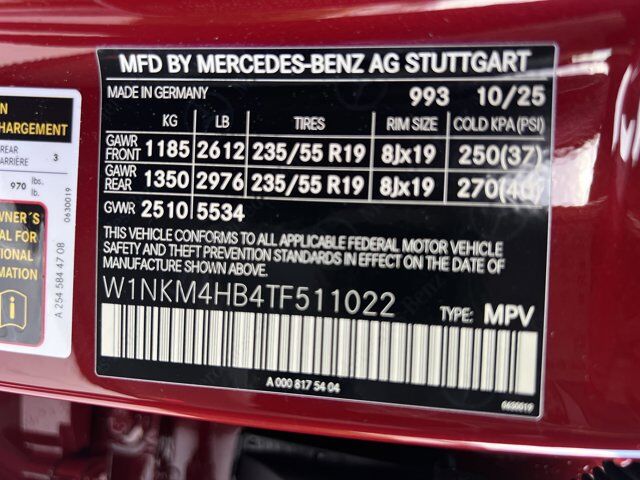 MFD BY MERCEDES-BENZ AG STUTTGART
MADE IN GERMANY 993 10/25
KG LB TIRES RIM SIZE COLD KPA (PSI)
GAWR FRONT 1185 2612 235/55 R19 8Jx19 250(37)
GAWR REAR 1350 2976 235/55 R19 8Jx19 270(40)
GVWR 2510 5534
THIS VEHICLE CONFORMS TO ALL APPLICABLE FEDERAL MOTOR VEHICLE
SAFETY AND THEFT PREVENTION STANDARDS IN EFFECT ON THE DATE OF
MANUFACTURE SHOWN ABOVE.
W1NKM4HB4TF511022 TYPE: MPV
A 000 817 54 04
0630019
HARGEMENT
REAR 3
970 lbs.
lb.
0630019
A 254 584 47 08